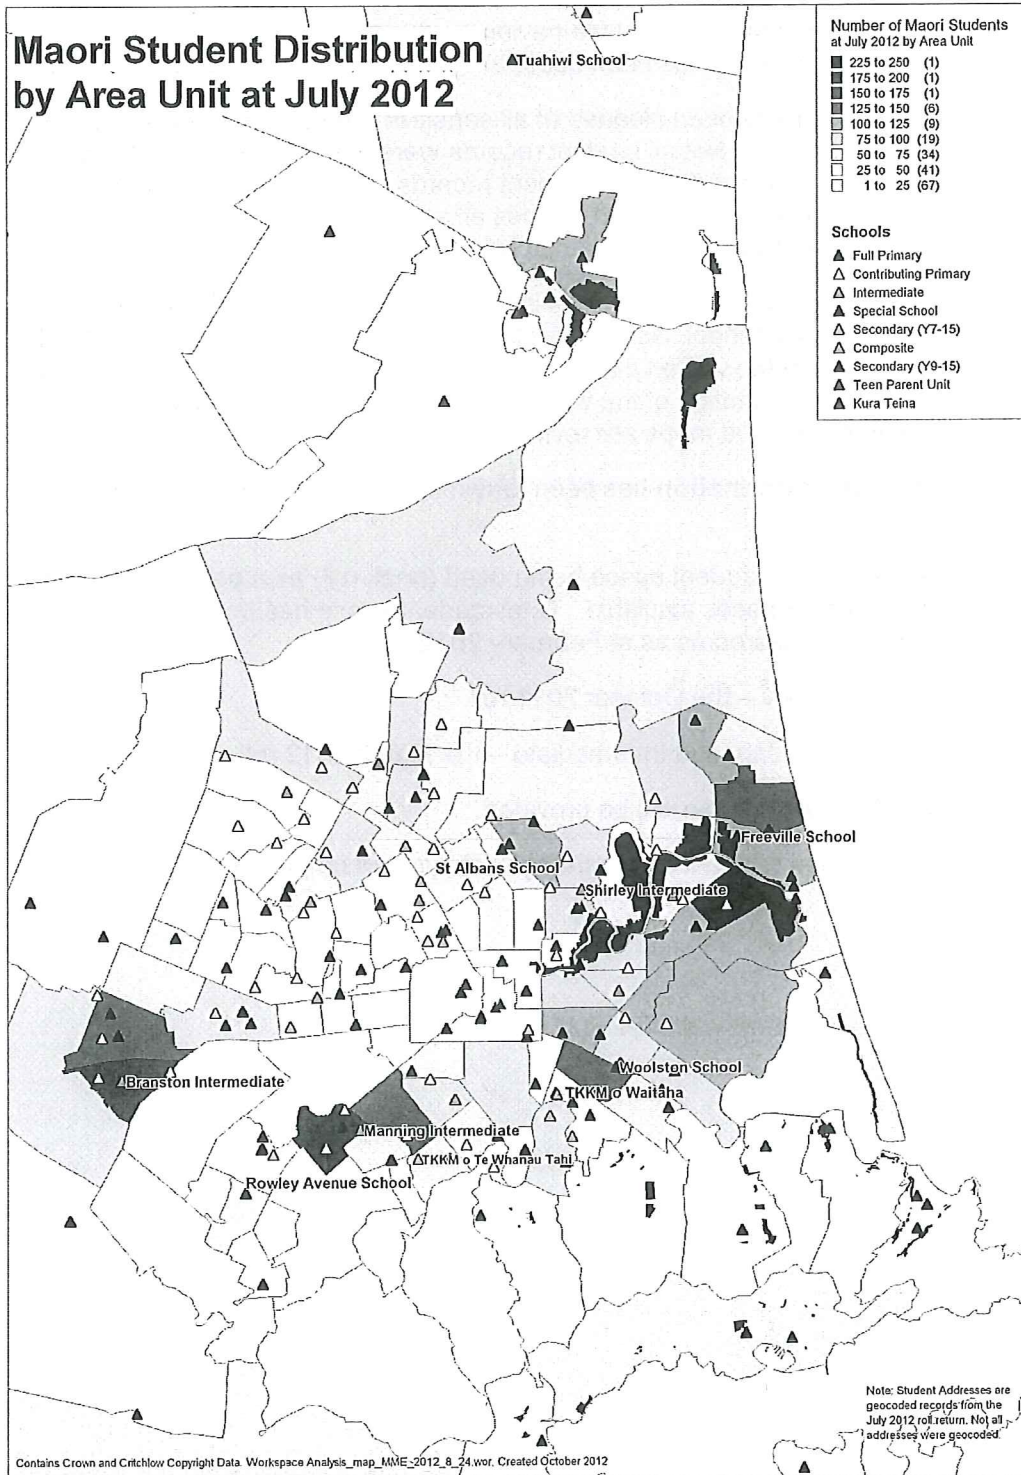 Maori Student Distribution
by Area Unit at July 2012
Tuahiwi School
Number of Maori Students
at July 2012 by Area Unit
225 to 250 (1)
175 to 200 (1)
150 to 175 (1)
125 to 150 (6)
100 to 125 (9)
75 to 100 (19)
50 to 75 (34)
25 to 50 (41)
1 to 25 (67)
Schools
Full Primary
Contributing Primary
Intermediate
Special School
Secondary (Y7-15)
Composite
Secondary (Y9-15)
Teen Parent Unit
Kura Teina
Freeville School
St Albans School
Shirley Intermediate
Woolston School
Branston Intermediate
TKKM o Waitaha
Manning Intermediate
TKKM o Te Whanau Tahi
Rowley Avenue School
Note: Student Addresses are
geocoded records from the
July 2012 roll return. Not all
addresses were geocoded.
Contains Crown and Critchlow Copyright Data. Workspace Analysis_map_MME_2012_8_24.wor. Created October 2012